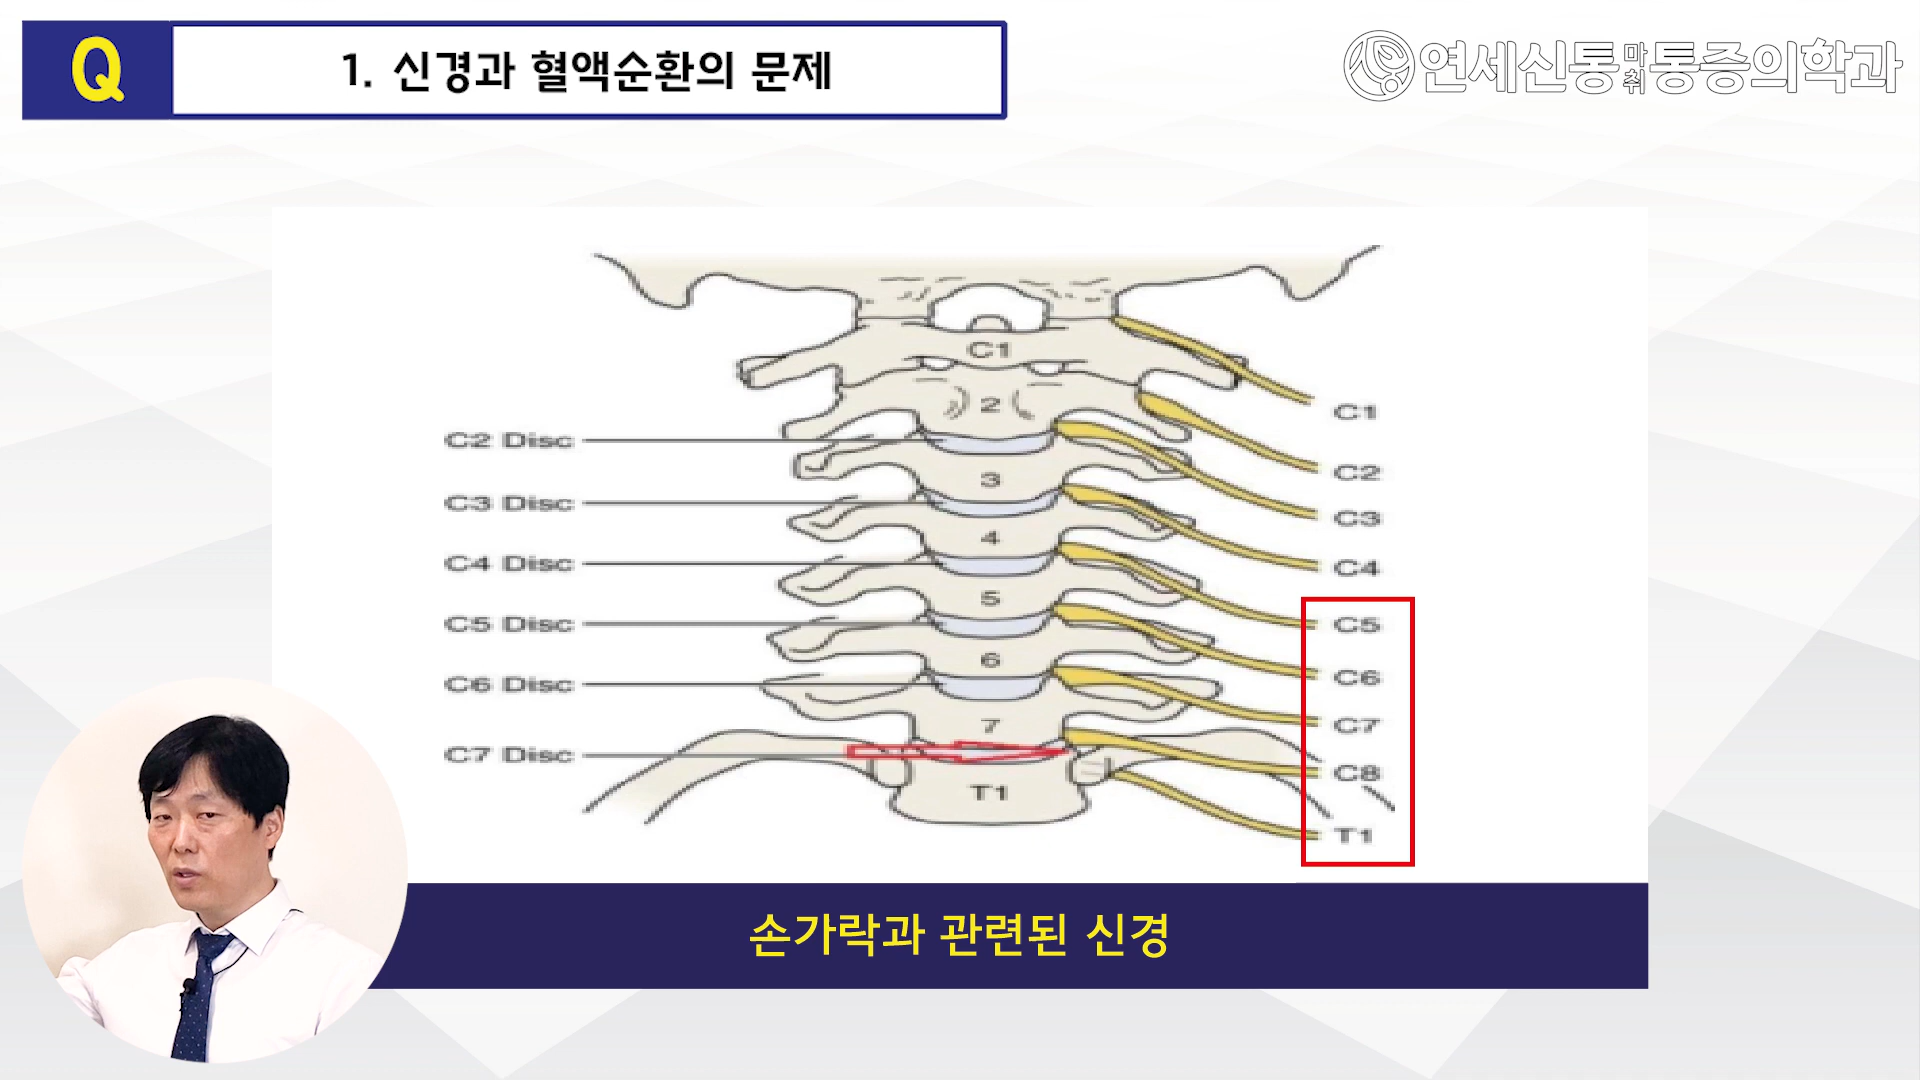 Q
1. 신경과 혈액순환의 문제
연세신통마취통증의학과
C1
2
3
4
5
6
7
T1
C2 Disc
C3 Disc
C4 Disc
C5 Disc
C6 Disc
C7 Disc
C1
C2
C3
C4
C5
C6
C7
C8
T1
손가락과 관련된 신경